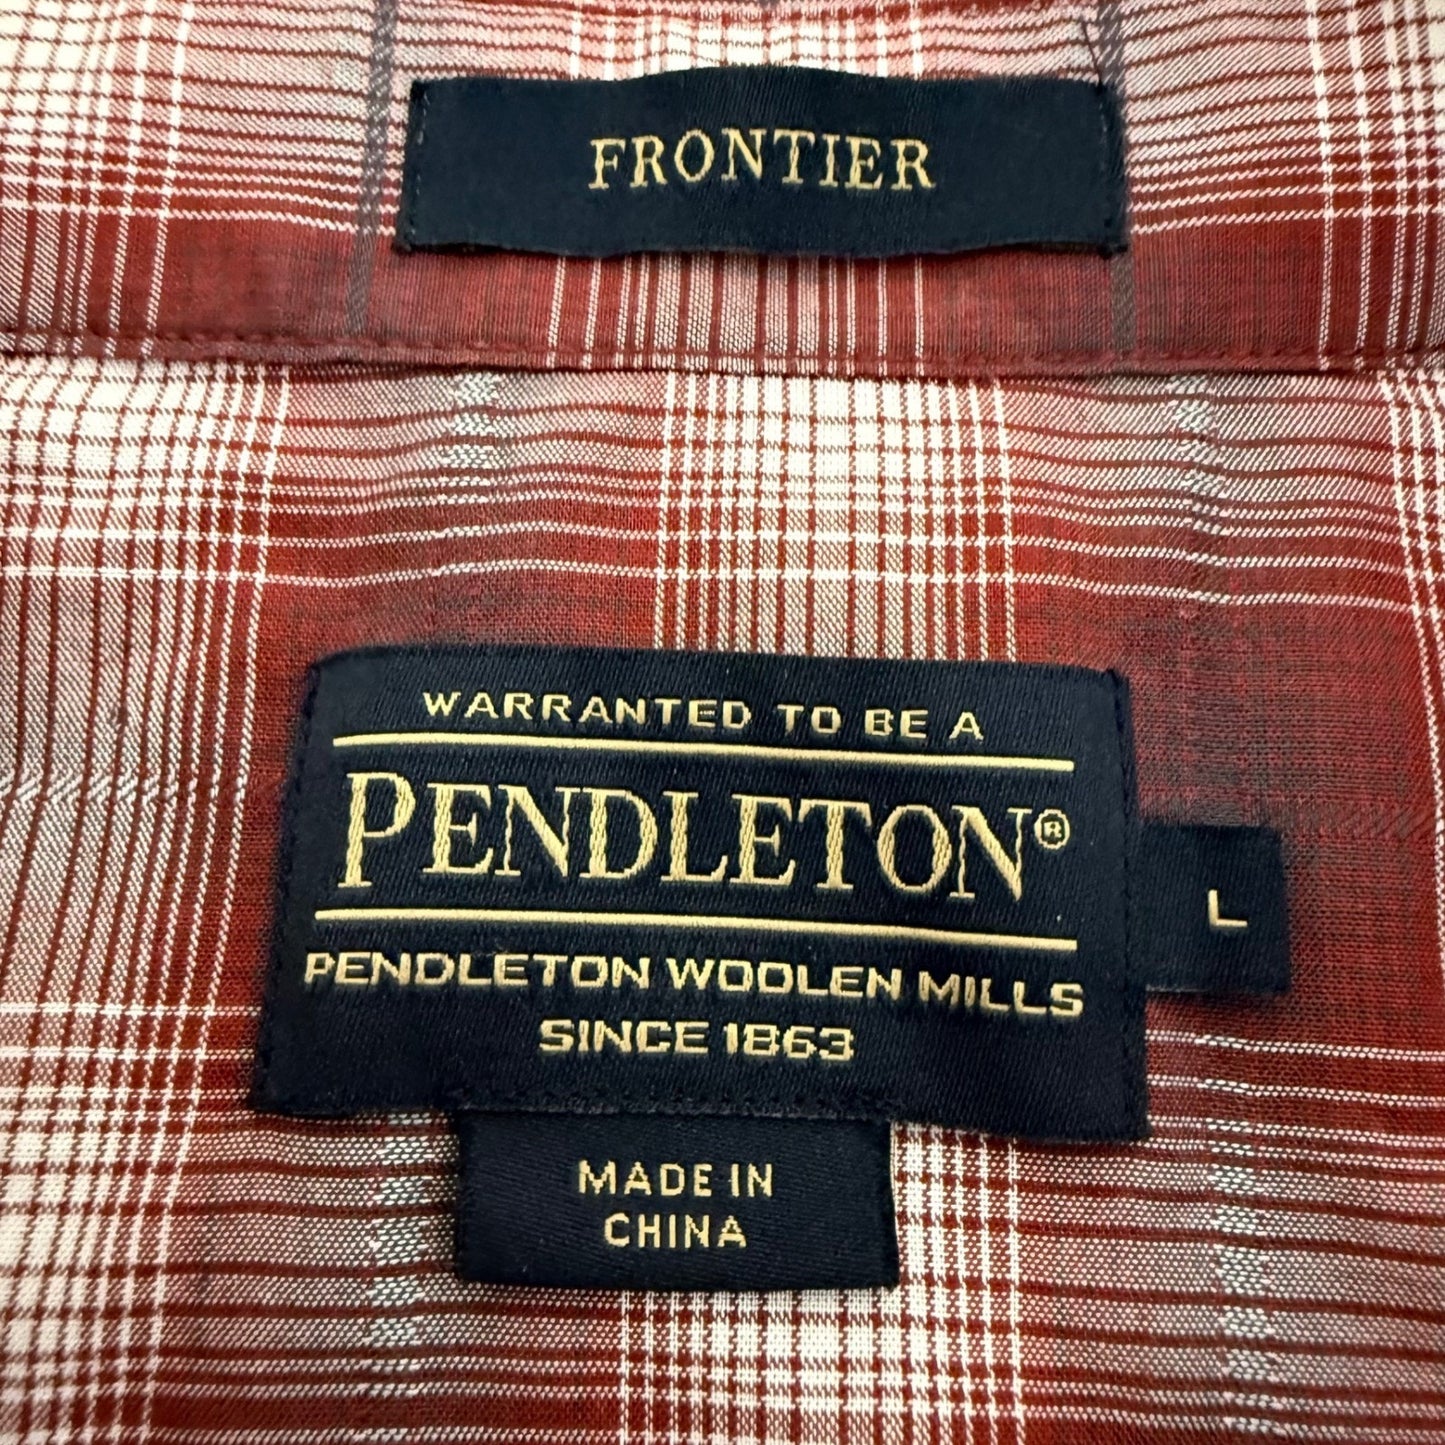 FRONTIER
WARRANTED TO BE A
PENDLETON®
L
PENDLETON WOOLEN MILLS
SINCE 1863
MADE IN
CHINA